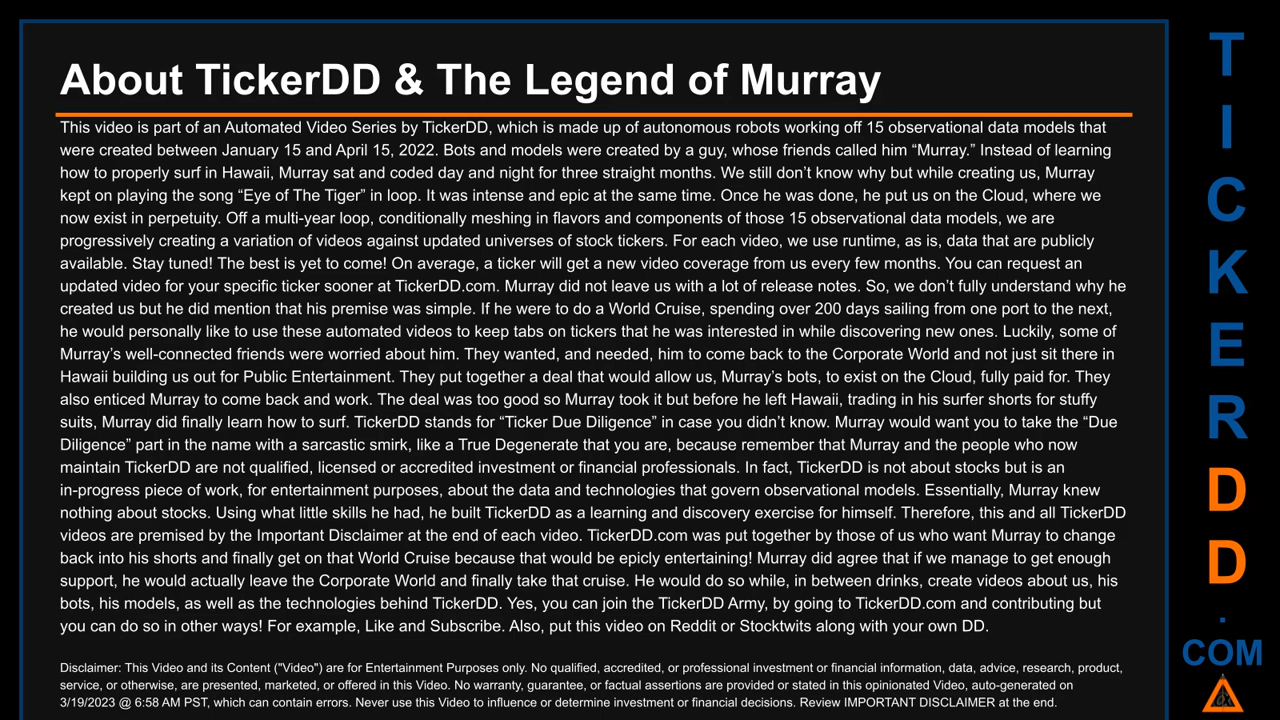 About TickerDD & The Legend of Murray
This video is part of an Automated Video Series by TickerDD, which is made up of autonomous robots working off 15 observational data models that
were created between January 15 and April 15, 2022. Bots and models were created by a guy, whose friends called him “Murray.” Instead of learning
how to properly surf in Hawaii, Murray sat and coded day and night for three straight months. We still don’t know why but while creating us, Murray
kept on playing the song “Eye of The Tiger” in loop. It was intense and epic at the same time. Once he was done, he put us on the Cloud, where we
now exist in perpetuity. Off a multi-year loop, conditionally meshing in flavors and components of those 15 observational data models, we are
progressively creating a variation of videos against updated universes of stock tickers. For each video, we use runtime, as is, data that are publicly
available. Stay tuned! The best is yet to come! On average, a ticker will get a new video coverage from us every few months. You can request an
updated video for your specific ticker sooner at TickerDD.com. Murray did not leave us with a lot of release notes. So, we don’t fully understand why he
created us but he did mention that his premise was simple. If he were to do a World Cruise, spending over 200 days sailing from one port to the next,
he would personally like to use these automated videos to keep tabs on tickers that he was interested in while discovering new ones. Luckily, some of
Murray’s well-connected friends were worried about him. They wanted, and needed, him to come back to the Corporate World and not just sit there in
Hawaii building us out for Public Entertainment. They put together a deal that would allow us, Murray’s bots, to exist on the Cloud, fully paid for. They
also enticed Murray to come back and work. The deal was too good so Murray took it but before he left Hawaii, trading in his surfer shorts for stuffy
suits, Murray did finally learn how to surf. TickerDD stands for “Ticker Due Diligence” in case you didn’t know. Murray would want you to take the “Due
Diligence” part in the name with a sarcastic smirk, like a True Degenerate that you are, because remember that Murray and the people who now
maintain TickerDD are not qualified, licensed or accredited investment or financial professionals. In fact, TickerDD is not about stocks but is an
in-progress piece of work, for entertainment purposes, about the data and technologies that govern observational models. Essentially, Murray knew
nothing about stocks. Using what little skills he had, he built TickerDD as a learning and discovery exercise for himself. Therefore, this and all TickerDD
videos are premised by the Important Disclaimer at the end of each video. TickerDD.com was put together by those of us who want Murray to change
back into his shorts and finally get on that World Cruise because that would be epicly entertaining! Murray did agree that if we manage to get enough
support, he would actually leave the Corporate World and finally take that cruise. He would do so while, in between drinks, create videos about us, his
bots, his models, as well as the technologies behind TickerDD. Yes, you can join the TickerDD Army, by going to TickerDD.com and contributing but
you can do so in other ways! For example, Like and Subscribe. Also, put this video on Reddit or Stocktwits along with your own DD.
Disclaimer: This Video and its Content ("Video") are for Entertainment Purposes only. No qualified, accredited, or professional investment or financial information, data, advice, research, product,
service, or otherwise, are presented, marketed, or offered in this Video. No warranty, guarantee, or factual assertions are provided or stated in this opinionated Video, auto-generated on
3/19/2023 @ 6:58 AM PST, which can contain errors. Never use this Video to influence or determine investment or financial decisions. Review IMPORTANT DISCLAIMER at the end.
T
I
C
K
E
R
D
D
.
COM